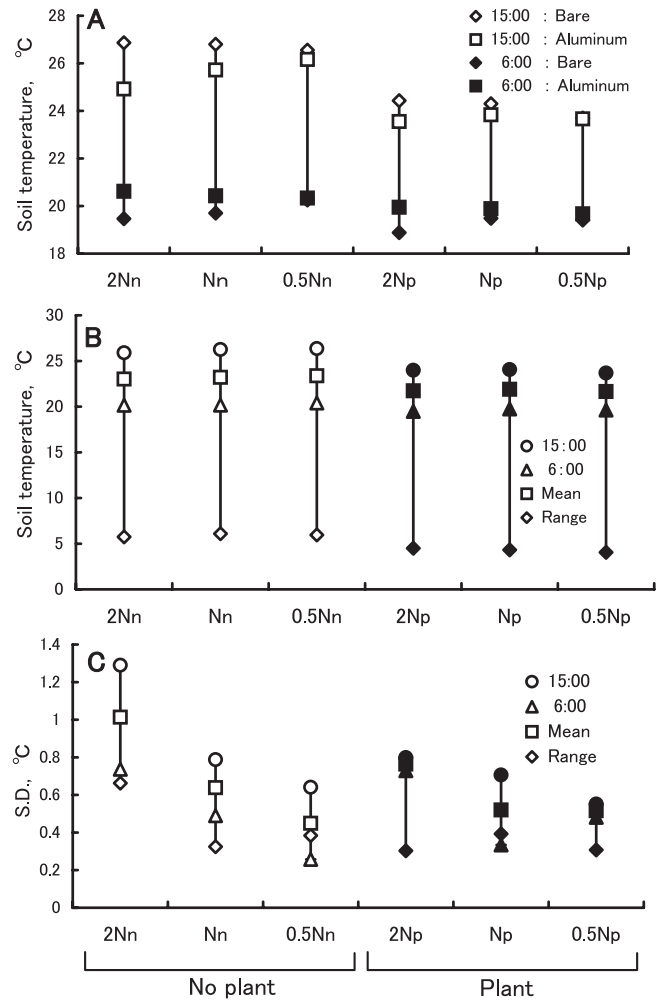 A
15:00 : Bare
15:00 : Aluminum
6:00 : Bare
6:00 : Aluminum
Soil temperature, ℃
28
26
24
22
20
18
2Nn Nn 0.5Nn 2Np Np 0.5Np
B
Soil temperature, ℃
30
25
20
15
10
5
0
15:00
6:00
Mean
Range
2Nn Nn 0.5Nn 2Np Np 0.5Np
C
S.D., ℃
1.4
1.2
1
0.8
0.6
0.4
0.2
0
15:00
6:00
Mean
Range
2Nn Nn 0.5Nn 2Np Np 0.5Np
No plant Plant